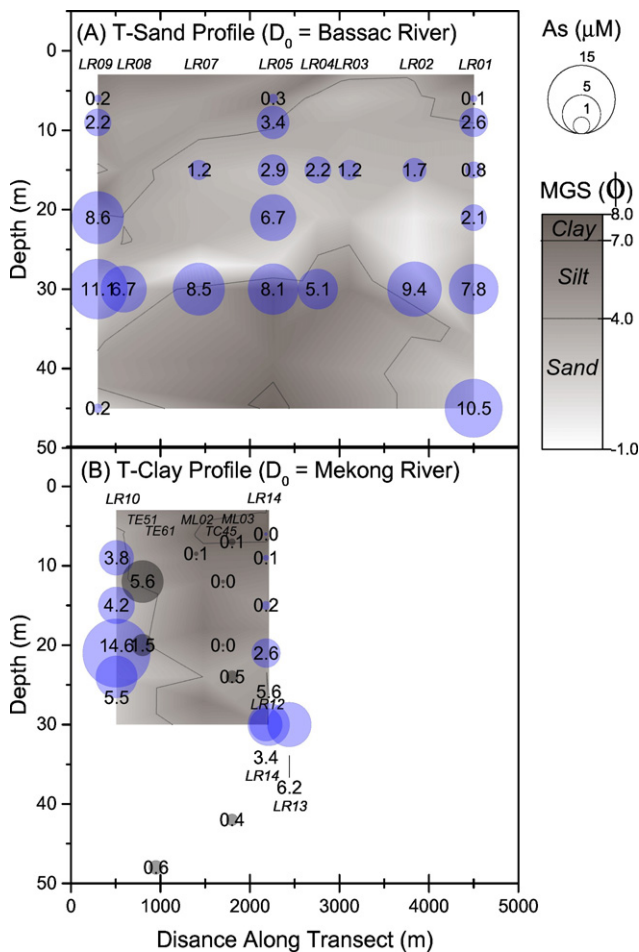 (A) T-Sand Profile (D0 = Bassac River)
LR09 LR08 LR07 LR05 LR04 LR03 LR02 LR01
0
0.2 0.3 0.1
10
2.2 3.4 2.6
1.2 2.9 2.2 1.2 1.7 0.8
20
8.6 6.7 2.1
30
11.1 6.7 8.5 8.1 5.1 9.4 7.8
40
0.2 10.5
50
Depth (m)
As (μM)
15
5
1
MGS (ϕ)
8.0
Clay
7.0
Silt
4.0
Sand
-1.0
(B) T-Clay Profile (D0 = Mekong River)
LR10 LR14
0
TE51 ML02 ML03
TE61 TC45
0.0
0.1
3.8 0.1 0.1
10
5.6 0.0
4.2 0.2
20
14.6 1.5 0.0 2.6
0.5
5.5 5.6
LR12
30
3.4
LR14
6.2
LR13
40
0.4
0.6
50
Depth (m)
0 1000 2000 3000 4000 5000
Disance Along Transect (m)